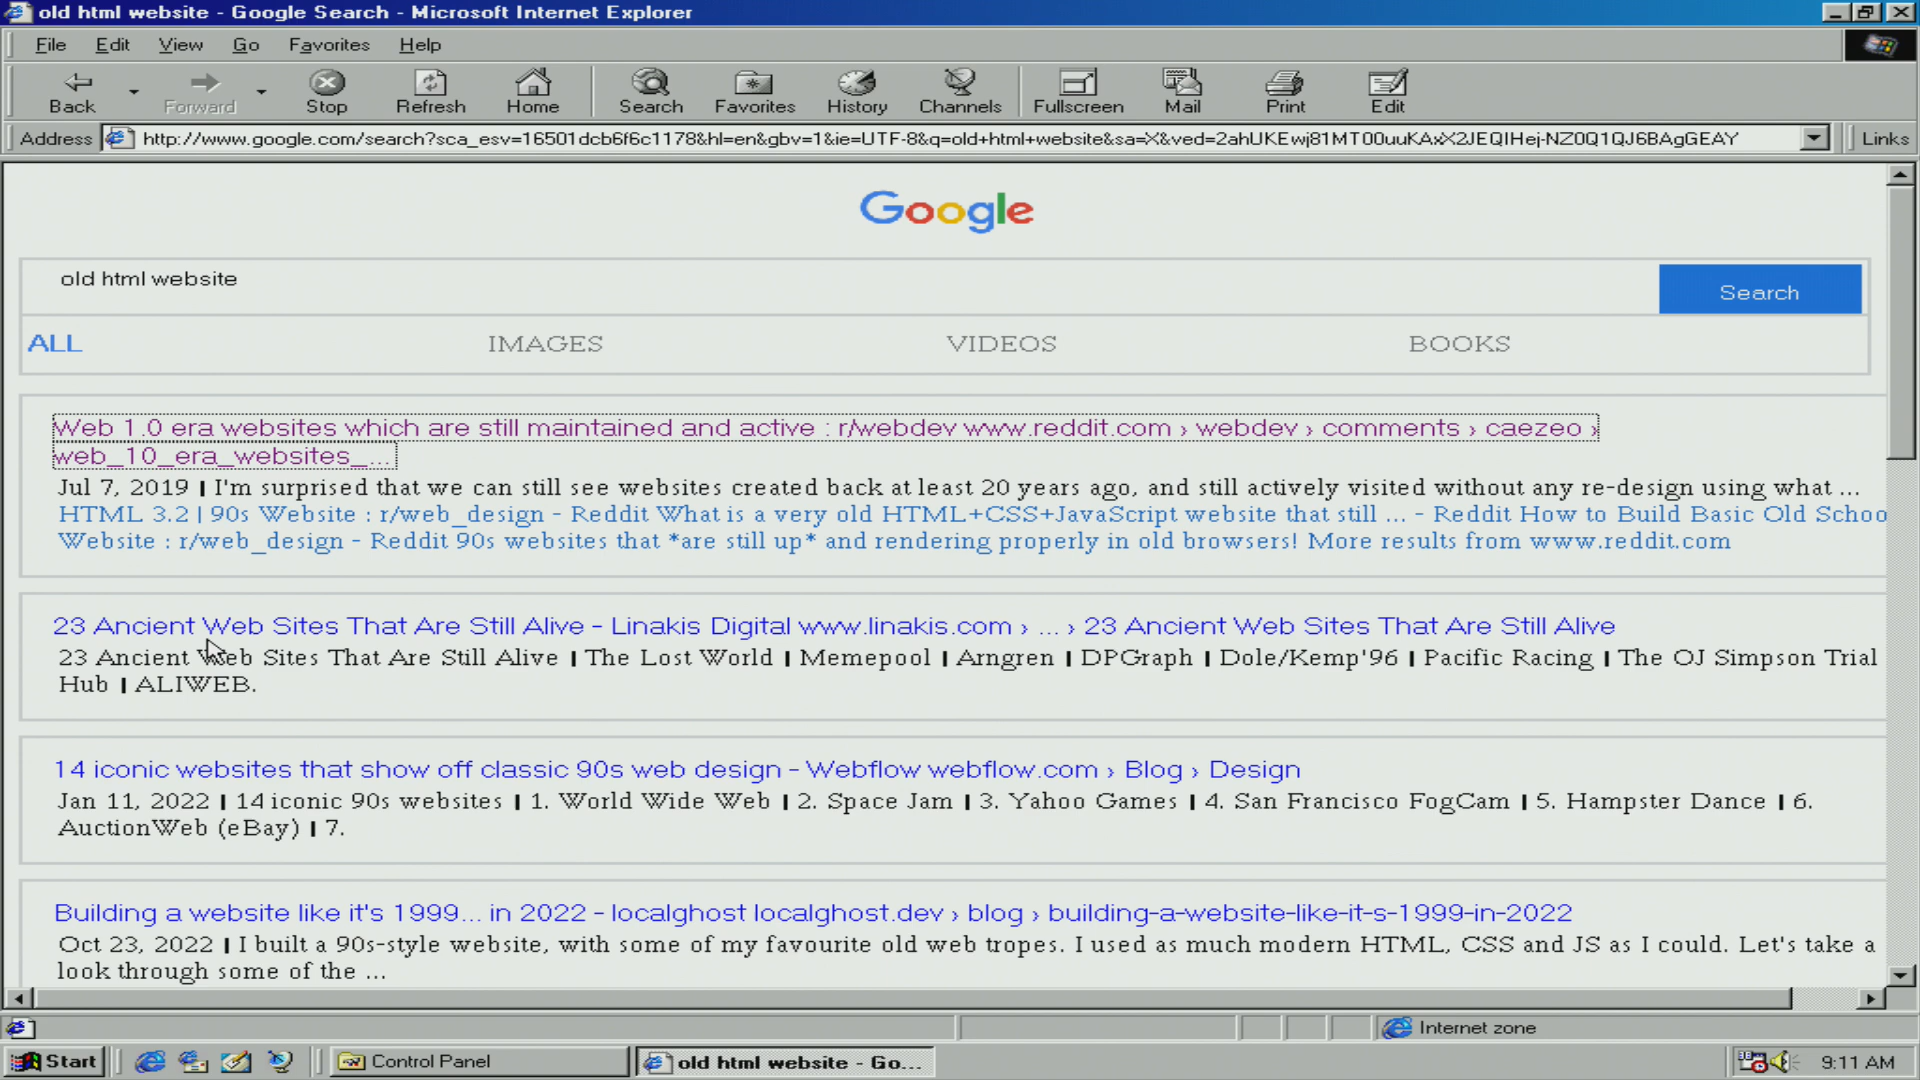 old html website - Google Search - Microsoft Internet Explorer
File Edit View Go Favorites Help
Back Forward Stop Refresh Home Search Favorites History Channels Fullscreen Mail Print Edit
Address http://www.google.com/search?sca_esv=16501dcb6f6c1178&hl=en&gbv=1&ie=UTF-8&q=old+html+website&sa=X&ved=2ahUKEwj81MT00uuKAxX2JEQIHej-NZ0Q1QJ6BAgGEAY Links
Google
old html website Search
ALL IMAGES VIDEOS BOOKS
Web 1.0 era websites which are still maintained and active : r/webdev www.reddit.com › webdev › comments › caezeo ›
web_10_era_websites_...
Jul 7, 2019 | I'm surprised that we can still see websites created back at least 20 years ago, and still actively visited without any re-design using what ...
HTML 3.2 | 90s Website : r/web_design - Reddit What is a very old HTML+CSS+JavaScript website that still ... - Reddit How to Build Basic Old Schoo
Website : r/web_design - Reddit 90s websites that *are still up* and rendering properly in old browsers! More results from www.reddit.com
23 Ancient Web Sites That Are Still Alive - Linakis Digital www.linakis.com › ... › 23 Ancient Web Sites That Are Still Alive
23 Ancient Web Sites That Are Still Alive | The Lost World | Memepool | Arngren | DPGraph | Dole/Kemp'96 | Pacific Racing | The OJ Simpson Trial
Hub | ALIWEB.
14 iconic websites that show off classic 90s web design - Webflow webflow.com › Blog › Design
Jan 11, 2022 | 14 iconic 90s websites | 1. World Wide Web | 2. Space Jam | 3. Yahoo Games | 4. San Francisco FogCam | 5. Hampster Dance | 6.
AuctionWeb (eBay) | 7.
Building a website like it's 1999... in 2022 - localghost localghost.dev › blog › building-a-website-like-it-s-1999-in-2022
Oct 23, 2022 | I built a 90s-style website, with some of my favourite old web tropes. I used as much modern HTML, CSS and JS as I could. Let's take a
look through some of the ...
Internet zone
Start Control Panel old html website - Go... 9:11 AM